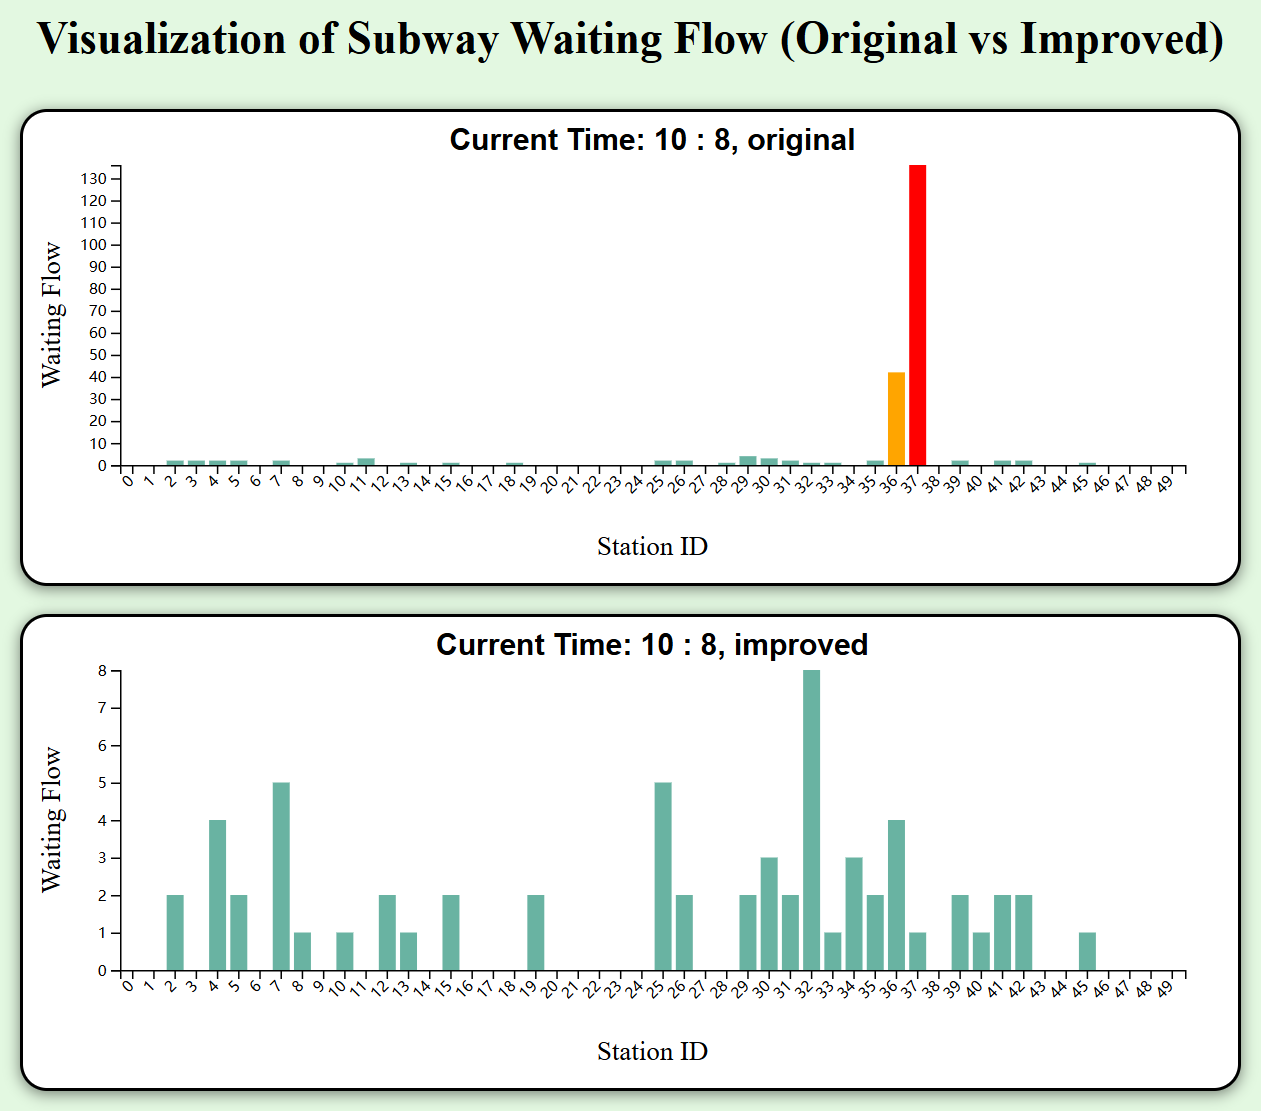 Visualization of Subway Waiting Flow (Original vs Improved)
Current Time: 10 : 8, original
130
120
110
100
90
80
70
60
50
40
30
20
10
0
Waiting Flow
0 1 2 3 4 5 6 7 8 9 10 11 12 13 14 15 16 17 18 19 20 21 22 23 24 25 26 27 28 29 30 31 32 33 34 35 36 37 38 39 40 41 42 43 44 45 46 47 48 49
Station ID
Current Time: 10 : 8, improved
8
7
6
5
4
3
2
1
0
Waiting Flow
0 1 2 3 4 5 6 7 8 9 10 11 12 13 14 15 16 17 18 19 20 21 22 23 24 25 26 27 28 29 30 31 32 33 34 35 36 37 38 39 40 41 42 43 44 45 46 47 48 49
Station ID